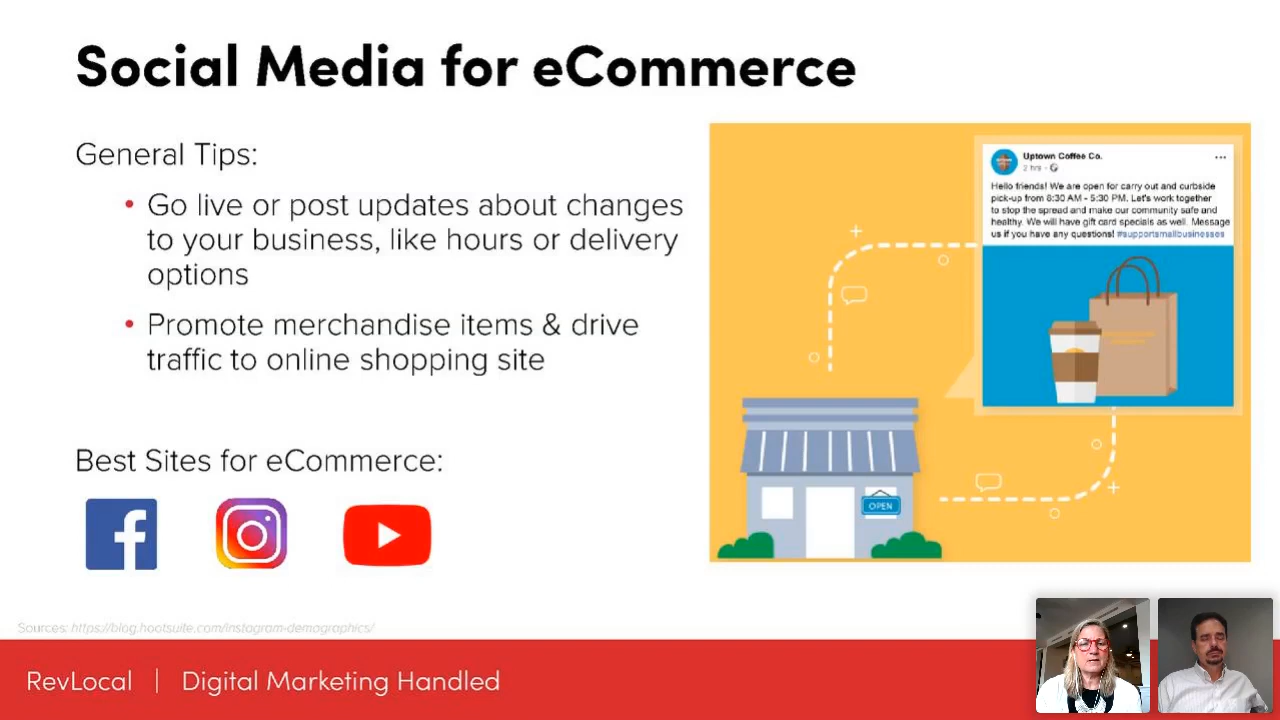 Social Media for eCommerce
General Tips:
• Go live or post updates about changes
to your business, like hours or delivery
options
• Promote merchandise items & drive
traffic to online shopping site
Best Sites for eCommerce:
Uptown Coffee Co.
2 hrs ·
Hello friends! We are open for carry out and curbside
pick-up from 8:30 AM - 5:30 PM. Let's work together
to stop the spread and make our community safe and
healthy. We will have gift card specials as well. Message
us if you have any questions! #supportsmallbusinesses
OPEN
Sources: https://blog.hootsuite.com/instagram-demographics/
RevLocal | Digital Marketing Handled